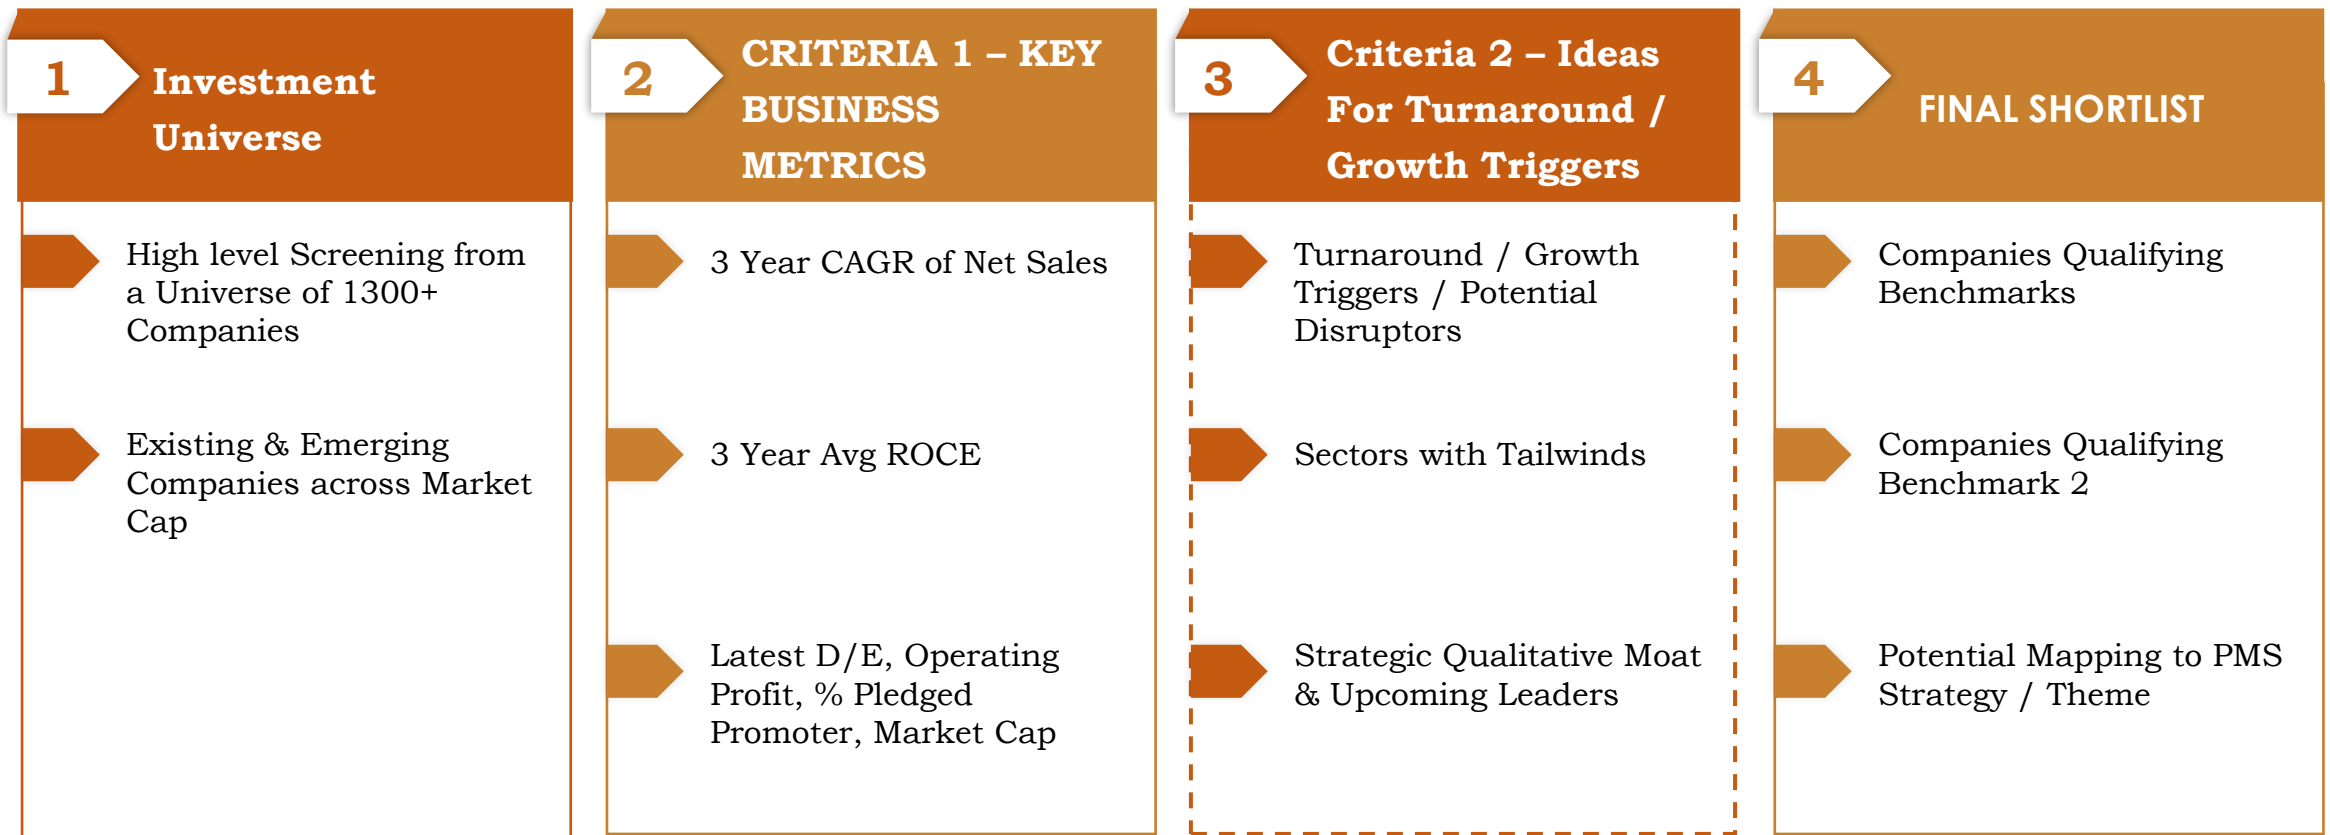 1
Investment
Universe
High level Screening from
a Universe of 1300+
Companies
Existing & Emerging
Companies across Market
Cap
2
CRITERIA 1 – KEY
BUSINESS
METRICS
3 Year CAGR of Net Sales
3 Year Avg ROCE
Latest D/E, Operating
Profit, % Pledged
Promoter, Market Cap
3
Criteria 2 – Ideas
For Turnaround /
Growth Triggers
Turnaround / Growth
Triggers / Potential
Disruptors
Sectors with Tailwinds
Strategic Qualitative Moat
& Upcoming Leaders
4
FINAL SHORTLIST
Companies Qualifying
Benchmarks
Companies Qualifying
Benchmark 2
Potential Mapping to PMS
Strategy / Theme